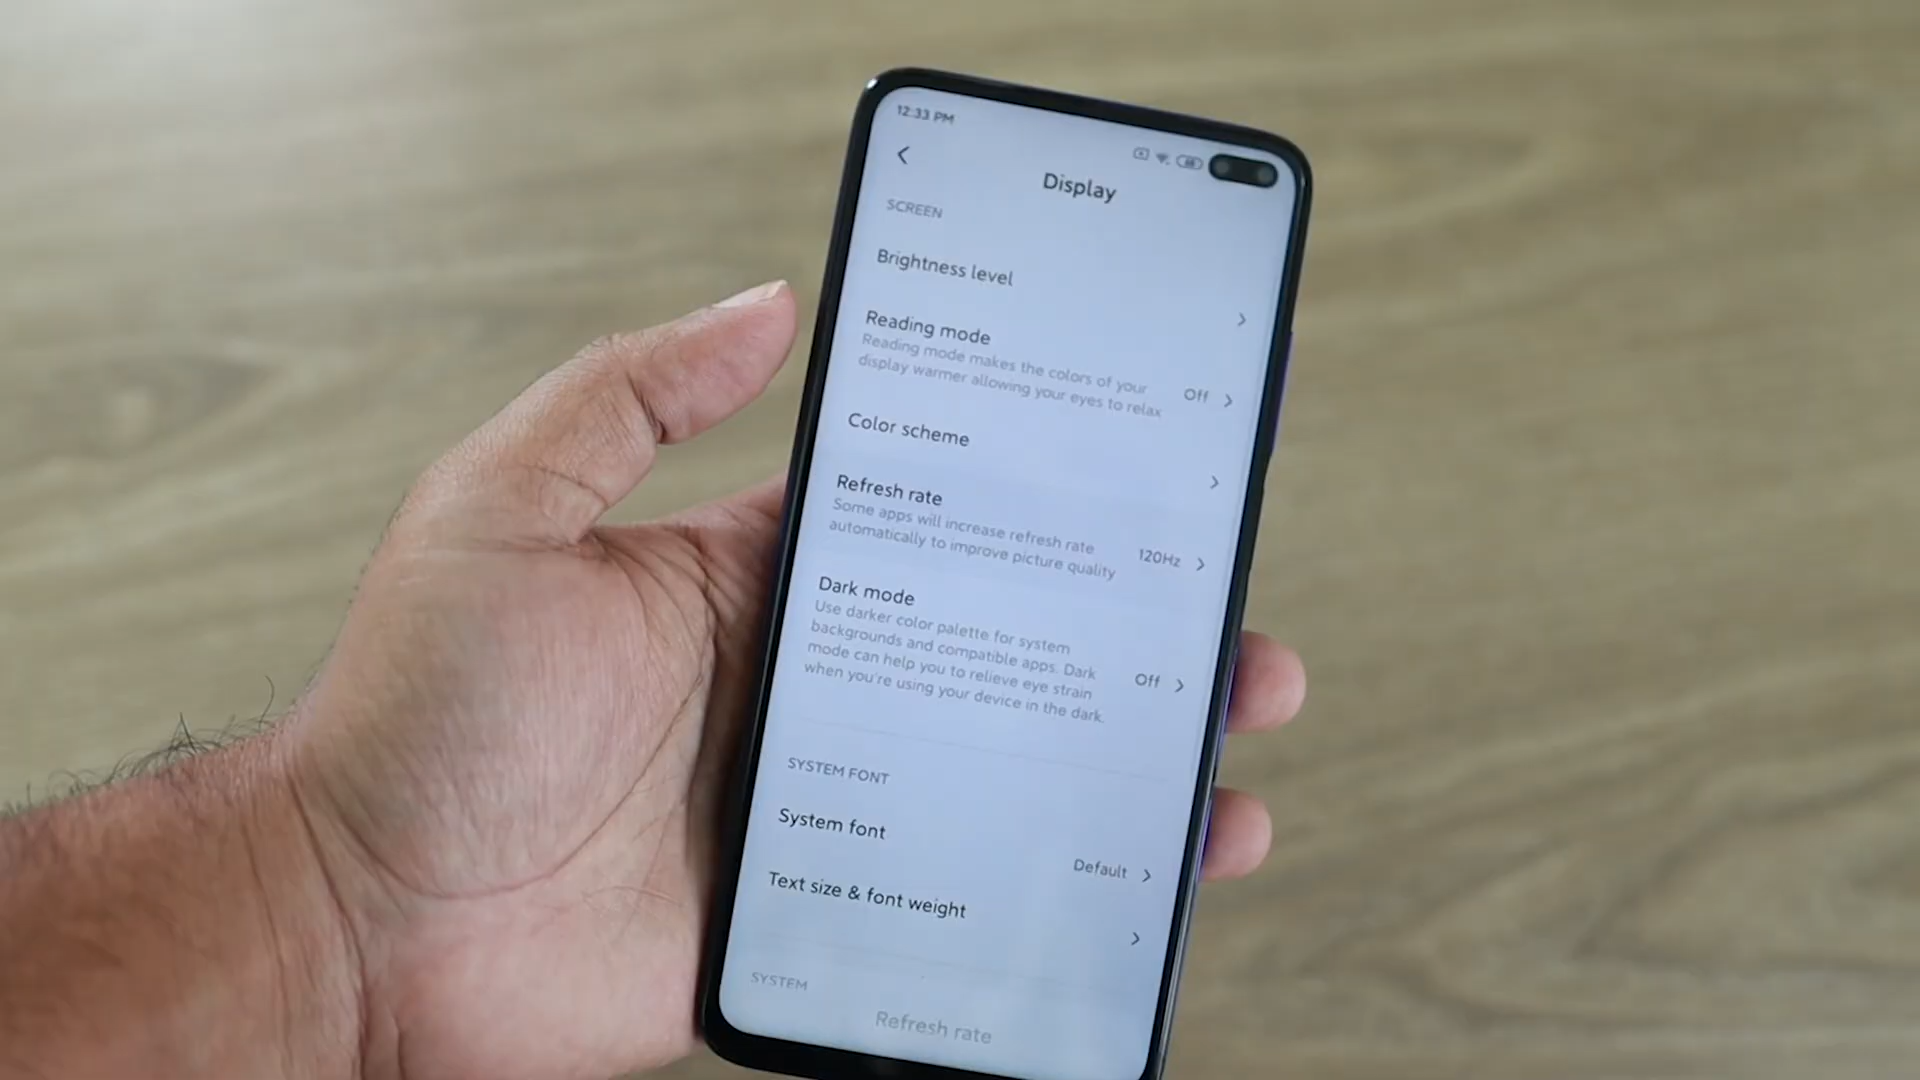 12:33 PM
Display
SCREEN
Brightness level
Reading mode
Reading mode makes the colors of your
display warmer allowing your eyes to relax
Off
Color scheme
Refresh rate
Some apps will increase refresh rate
automatically to improve picture quality
120Hz
Dark mode
Use darker color palette for system
backgrounds and compatible apps. Dark
mode can help you to relieve eye strain
when you're using your device in the dark.
Off
SYSTEM FONT
System font
Default
Text size & font weight
SYSTEM
Refresh rate